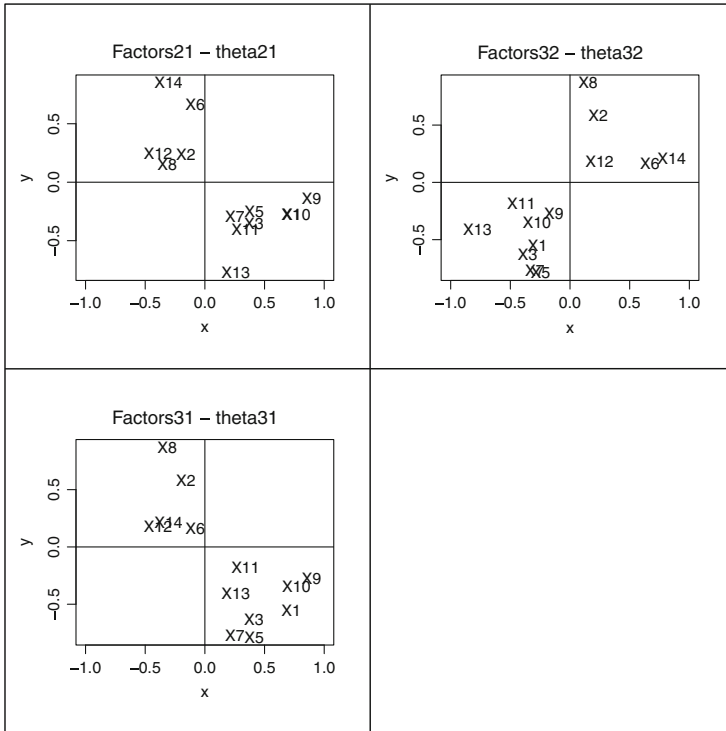 Factors21 – theta21
X14
X6
X12 X2
X8
X9
X5
X7 X10
X1
X3
X11
X13
0.5
0.0
−0.5
y
−1.0 −0.5 0.0 0.5 1.0
x
Factors32 – theta32
X8
X2
X12 X6 X14
X11
X9
X10
X13
X1
X3
X7
X5
0.5
0.0
−0.5
y
−1.0 −0.5 0.0 0.5 1.0
x
Factors31 – theta31
X8
X2
X14
X12 X6
X11
X9
X10
X13
X1
X3
X7 X5
0.5
0.0
−0.5
y
−1.0 −0.5 0.0 0.5 1.0
x